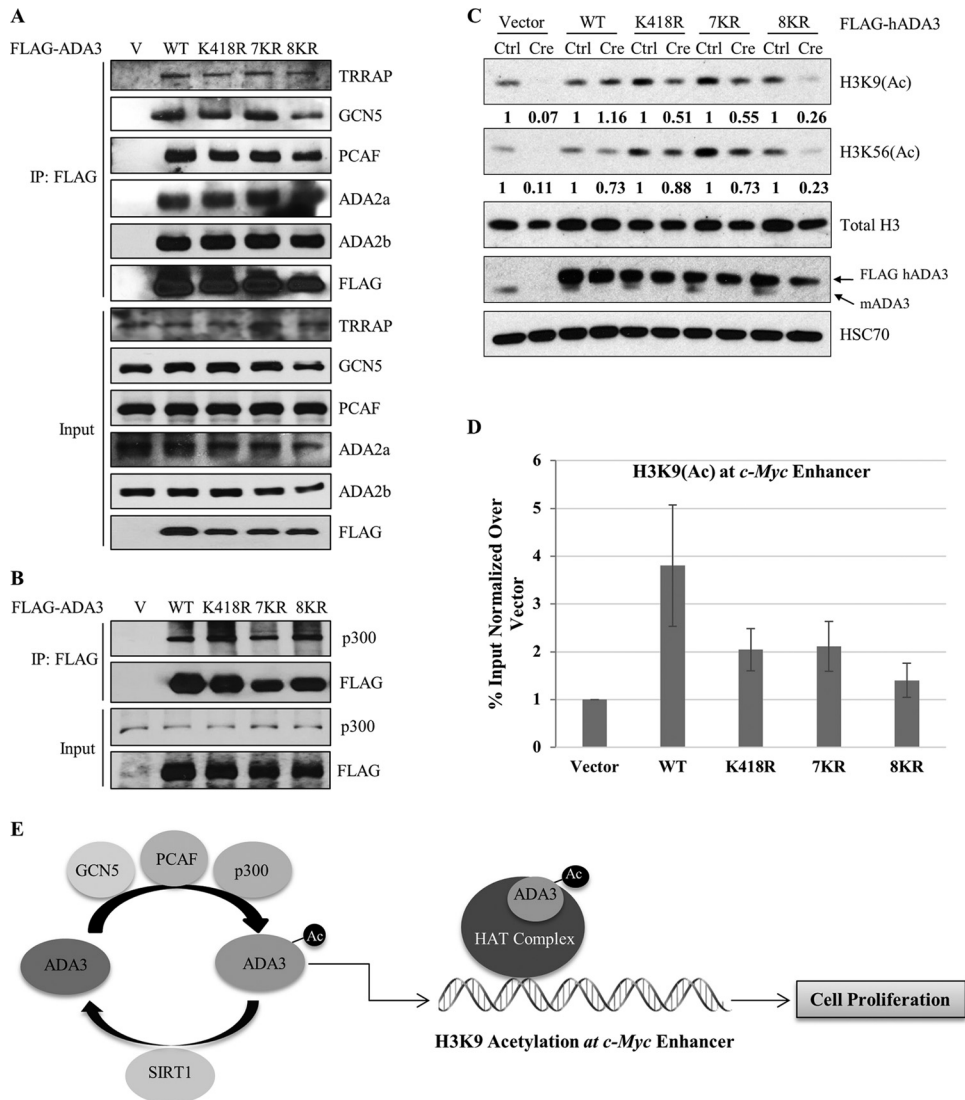 A
FLAG-ADA3 V WT K418R 7KR 8KR
TRRAP
GCN5
PCAF
ADA2a
ADA2b
FLAG
IP: FLAG
TRRAP
GCN5
PCAF
ADA2a
ADA2b
FLAG
Input
B
FLAG-ADA3 V WT K418R 7KR 8KR
p300
FLAG
IP: FLAG
p300
FLAG
Input
C
Vector WT K418R 7KR 8KR FLAG-hADA3
Ctrl Cre Ctrl Cre Ctrl Cre Ctrl Cre Ctrl Cre
H3K9(Ac)
1 0.07 1 1.16 1 0.51 1 0.55 1 0.26
H3K56(Ac)
1 0.11 1 0.73 1 0.88 1 0.73 1 0.23
Total H3
FLAG hADA3
mADA3
HSC70
D
H3K9(Ac) at c-Myc Enhancer
% Input Normalized Over
Vector
6
5
4
3
2
1
0
Vector WT K418R 7KR 8KR
E
GCN5 PCAF p300
ADA3
ADA3
Ac
SIRT1
Ac
ADA3
HAT Complex
H3K9 Acetylation at c-Myc Enhancer
Cell Proliferation